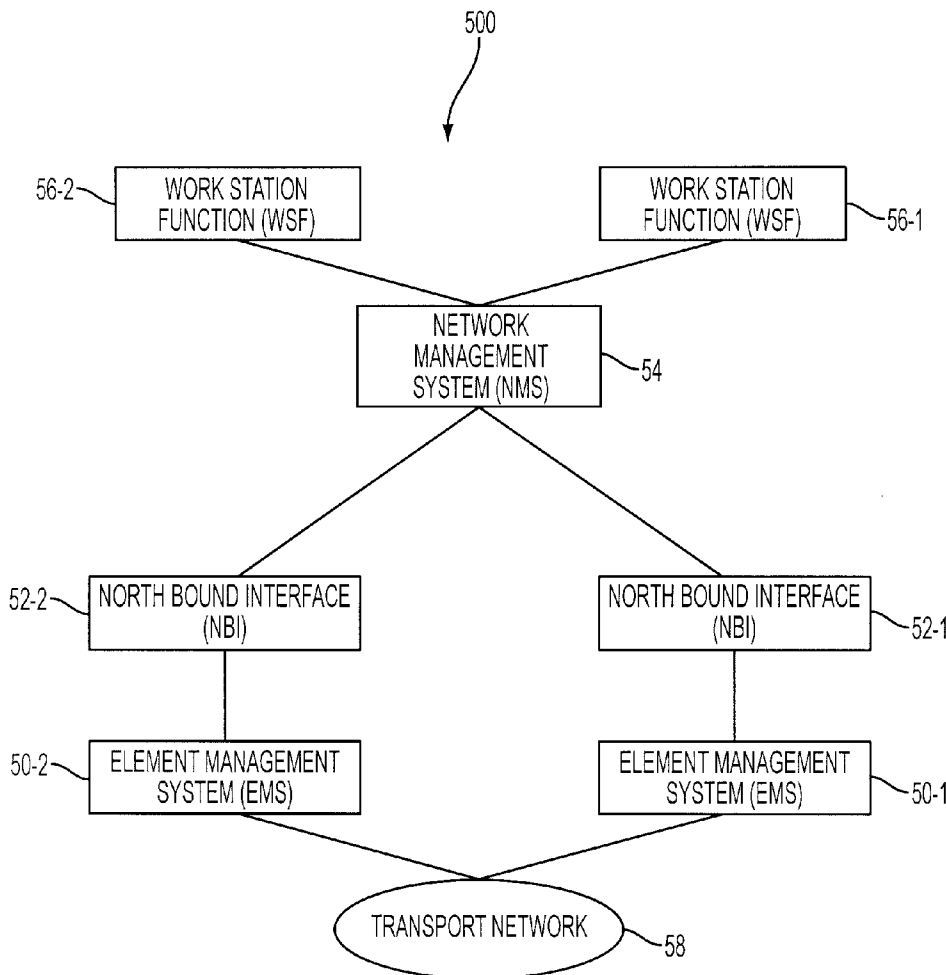 500
56-2
WORK STATION
FUNCTION (WSF)
WORK STATION
FUNCTION (WSF)
56-1
NETWORK
MANAGEMENT
SYSTEM (NMS)
54
52-2
NORTH BOUND INTERFACE
(NBI)
NORTH BOUND INTERFACE
(NBI)
52-1
50-2
ELEMENT MANAGEMENT
SYSTEM (EMS)
ELEMENT MANAGEMENT
SYSTEM (EMS)
50-1
TRANSPORT NETWORK
58